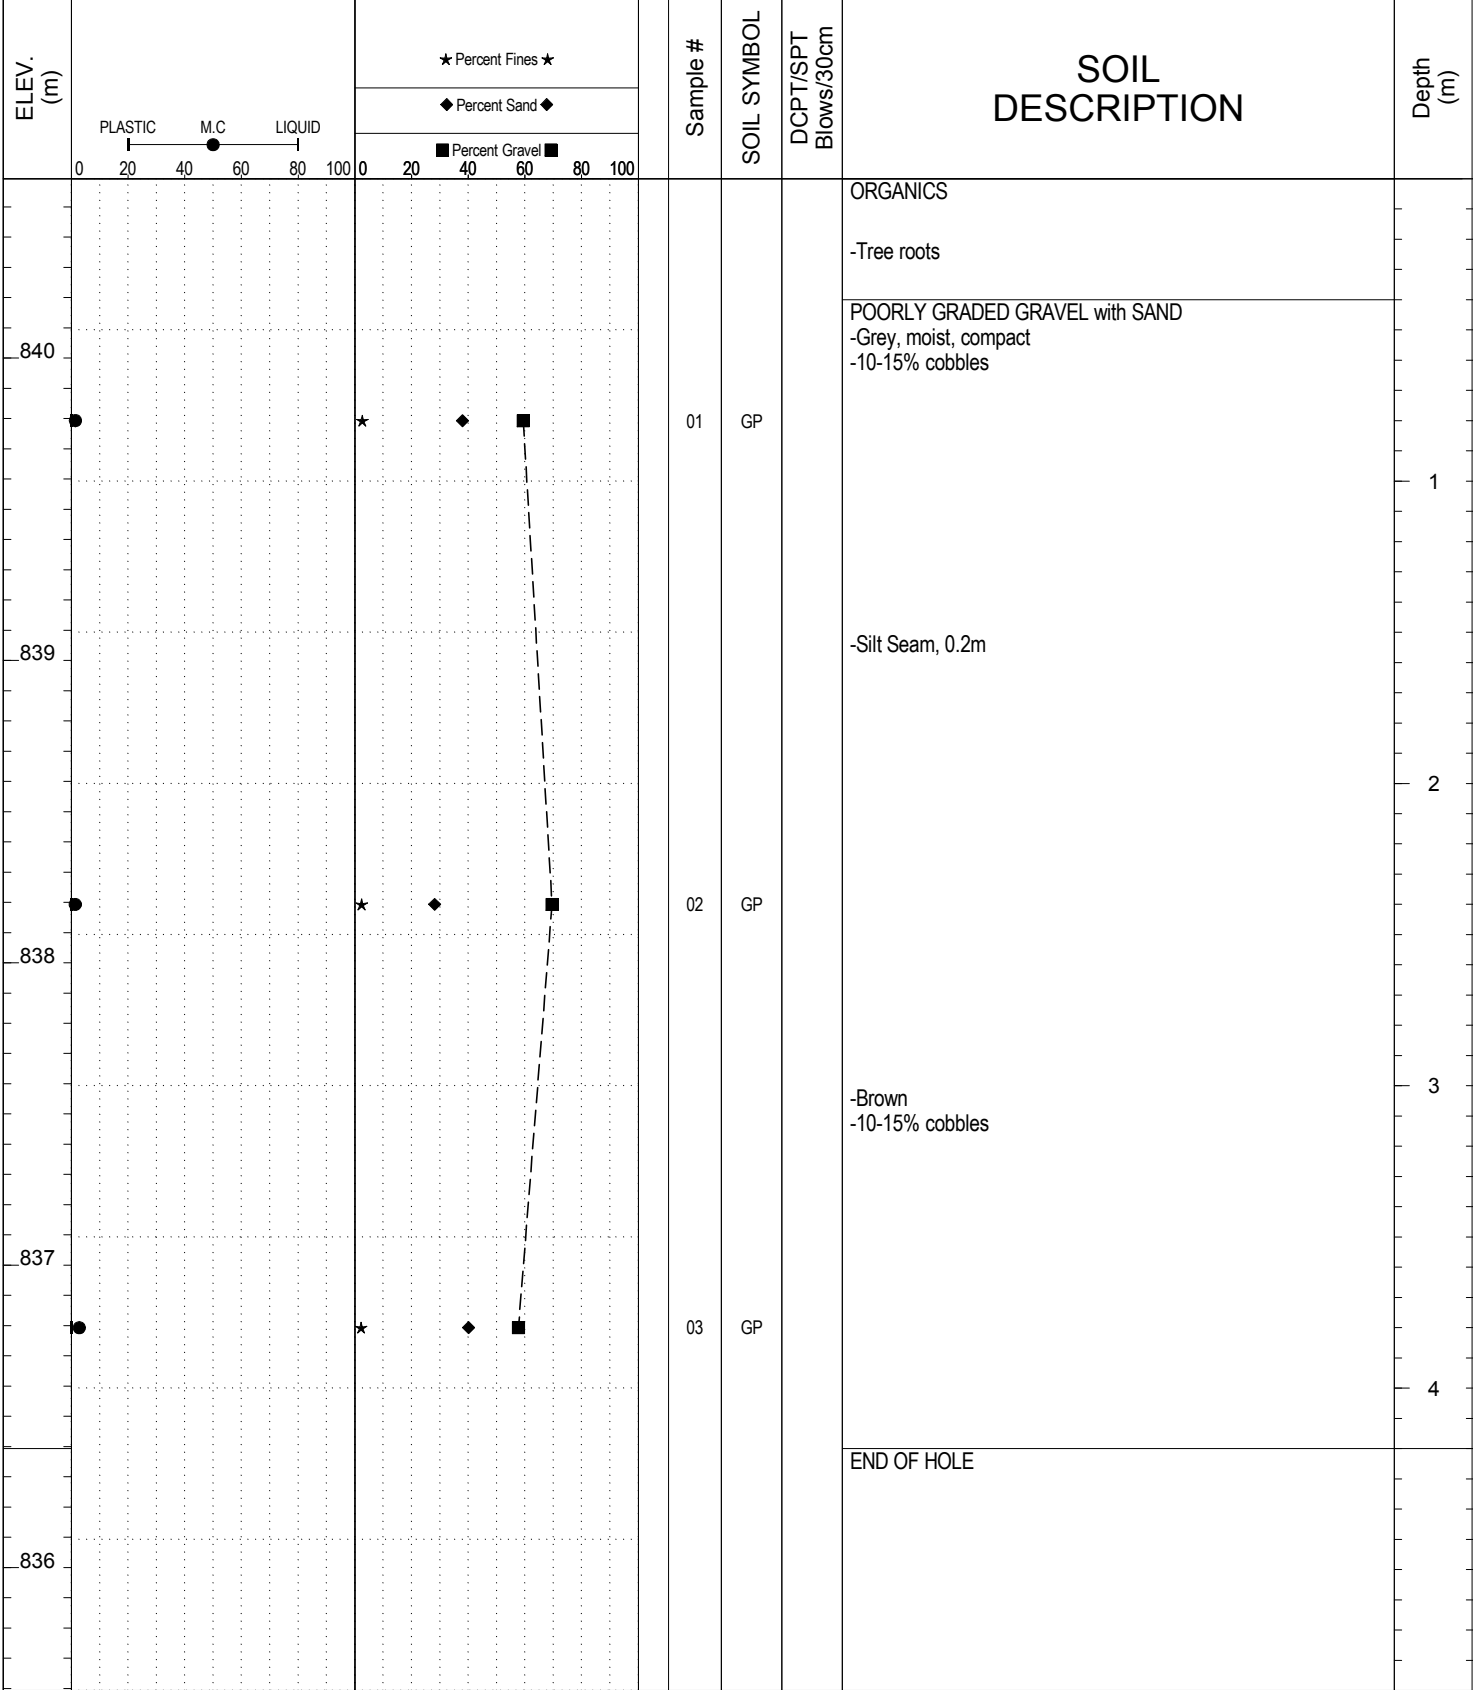 ELEV.
(m)
PLASTIC M.C LIQUID
0 20 40 60 80 100
★ Percent Fines ★
◆ Percent Sand ◆
■ Percent Gravel ■
0 20 40 60 80 100
Sample #
SOIL SYMBOL
DCPT/SPT
Blows/30cm
SOIL
DESCRIPTION
Depth
(m)
ORGANICS
-Tree roots
POORLY GRADED GRAVEL with SAND
-Grey, moist, compact
840
-10-15% cobbles
01 GP
1
-Silt Seam, 0.2m
839
2
02 GP
838
3
-Brown
-10-15% cobbles
837
03 GP
4
END OF HOLE
836